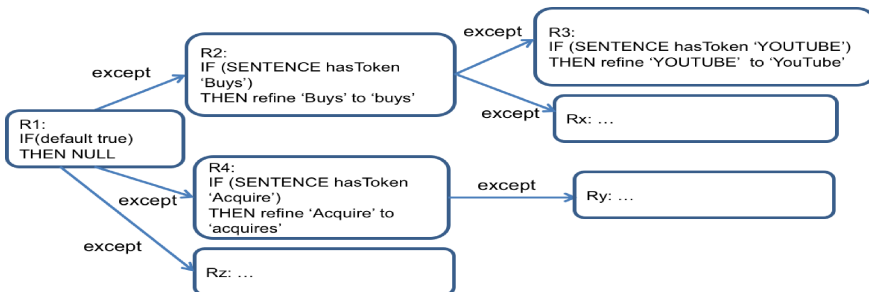 R3:
IF (SENTENCE hasToken ‘YOUTUBE’)
THEN refine ‘YOUTUBE’ to ‘YouTube’
except
R2:
IF (SENTENCE hasToken
‘Buys’)
THEN refine ‘Buys’ to ‘buys’
except
except
Rx: …
R1:
IF(default true)
THEN NULL
R4:
IF (SENTENCE hasToken
‘Acquire’)
THEN refine ‘Acquire’ to
‘acquires’
except
except
Ry: …
except
Rz: …